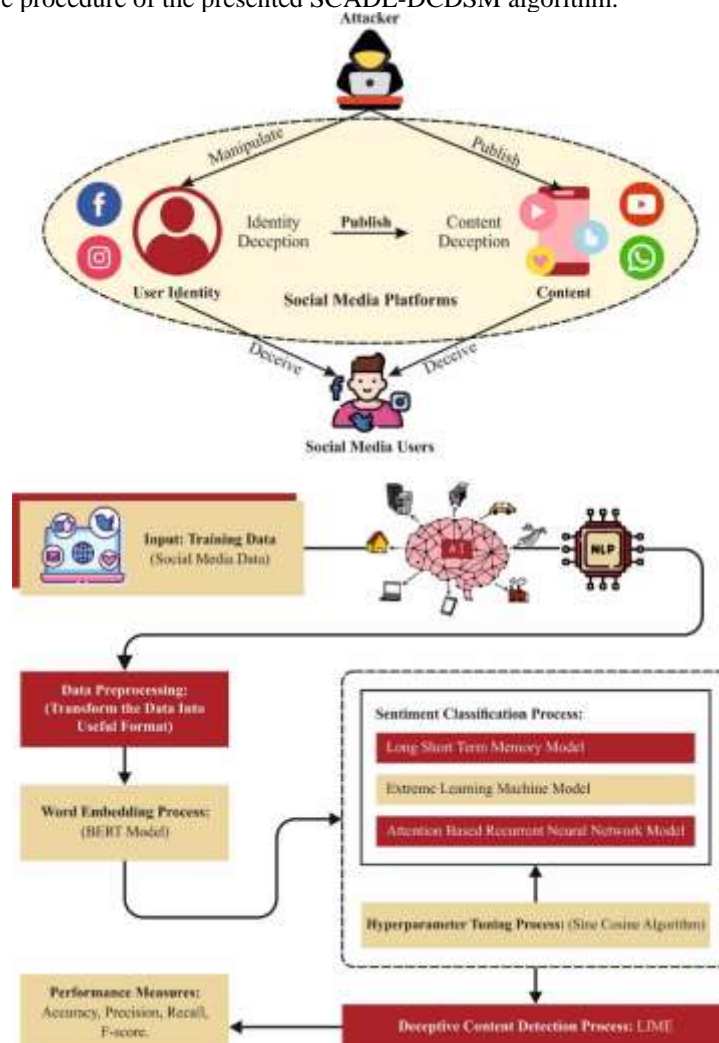 e procedure of the presented SCADE-DCDSM algorithm.
Attacker
Manipulate
Publish
Identity
Deception
Publish
Content
Deception
User Identity
Social Media Platforms
Content
Deceive
Deceive
Social Media Users
Input: Training Data
(Social Media Data)
AI
NLP
Data Preprocessing:
(Transform the Data Into
Useful Format)
Word Embedding Process:
(BERT Model)
Sentiment Classification Process:
Long Short Term Memory Model
Extreme Learning Machine Model
Attention Based Recurrent Neural Network Model
Hyperparameter Tuning Process: (Sine Cosine Algorithm)
Performance Measures:
Accuracy, Precision, Recall,
F-score.
Deceptive Content Detection Process: LIME